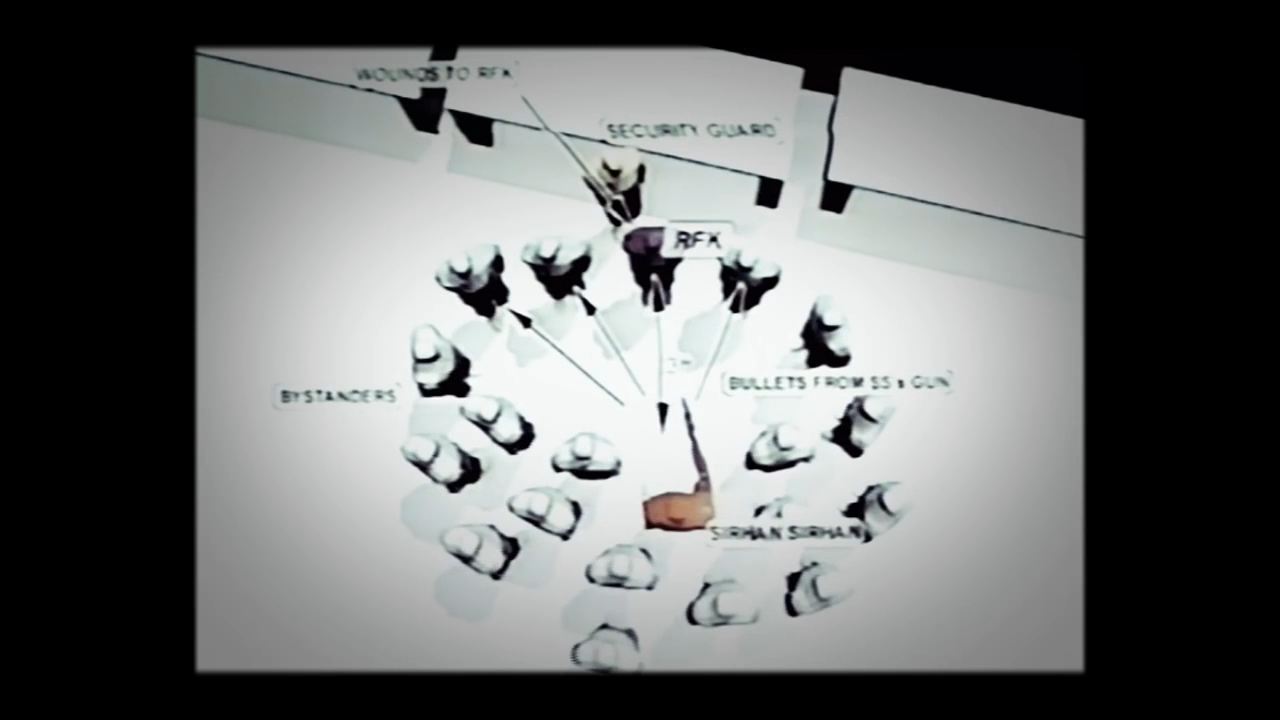 WOUNDS TO RFK
SECURITY GUARD
RFK
BYSTANDERS
BULLETS FROM SS's GUN
SIRHAN SIRHAN